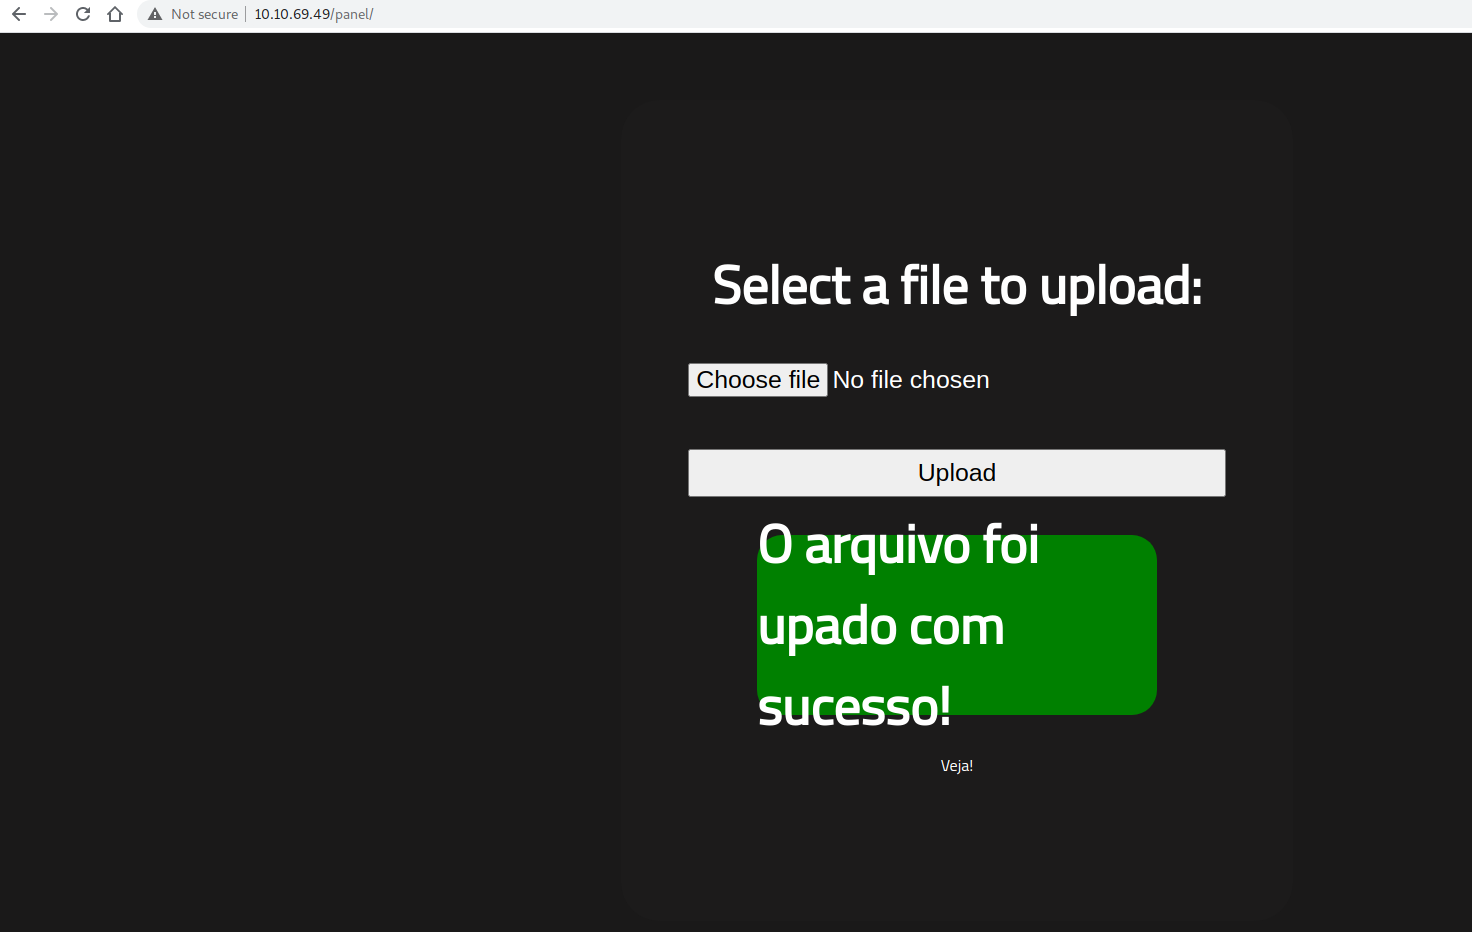 Not secure 10.10.69.49/panel/
Select a file to upload:
Choose file No file chosen
Upload
O arquivo foi
upado com
sucesso!
Veja!